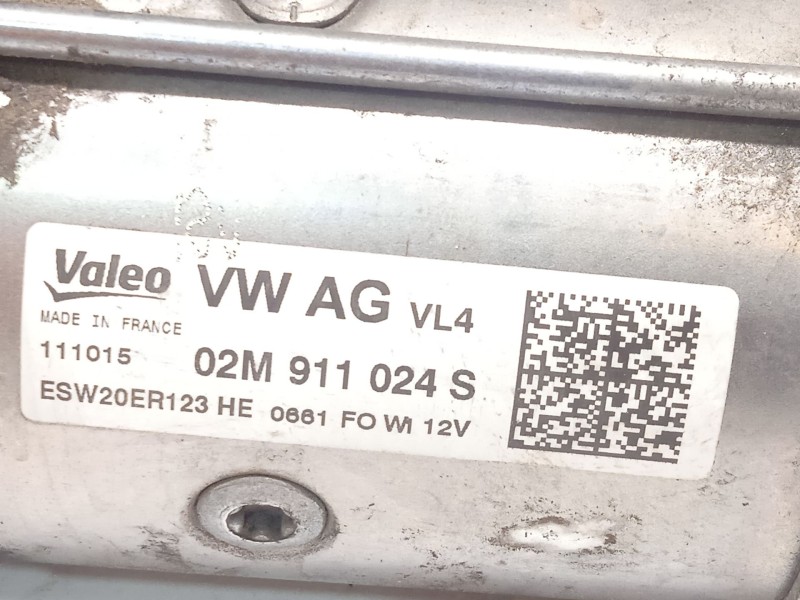 Valeo VW AG VL4
MADE IN FRANCE
111015 02M 911 024 S
ESW20ER123 HE 0661 FO WI 12V